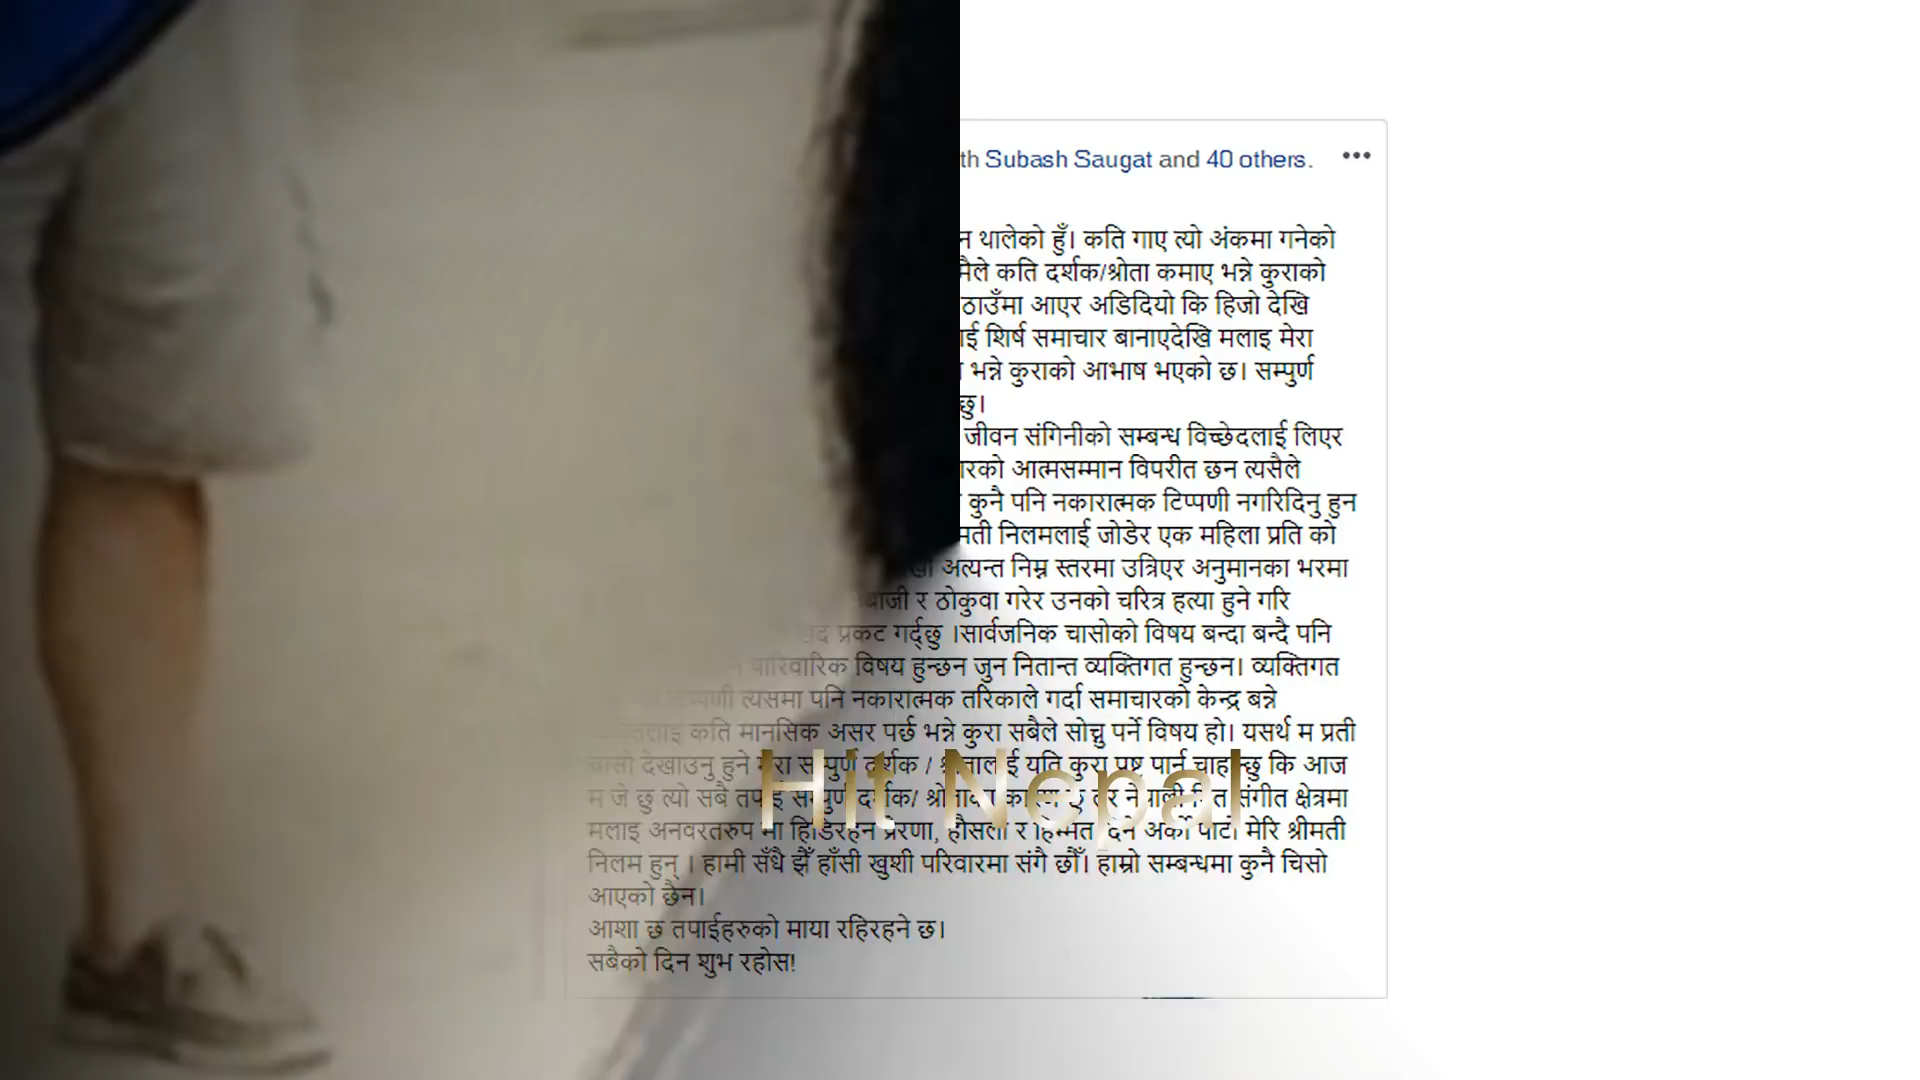 th Subash Saugat and 40 others.
न थालेको हुँ। कति गाए त्यो अंकमा गनेको
मैले कति दर्शक/श्रोता कमाए भन्ने कुराको
ठाउँमा आएर अडिदियो कि हिजो देखि
ाई शिर्ष समाचार बानाएदेखि मलाइ मेरा
भन्ने कुराको आभाष भएको छ। सम्पुर्ण
छु।
जीवन संगिनीको सम्बन्ध विच्छेदलाई लिएर
ारको आत्मसम्मान विपरीत छन त्यसैले
कुनै पनि नकारात्मक टिप्पणी नगरिदिनु हुन
मती निलमलाई जोडेर एक महिला प्रति को
अत्यन्त निम्न स्तरमा उत्रिएर अनुमानका भरमा
बाजी र ठोकुवा गरेर उनको चरित्र हत्या हुने गरि
खेद प्रकट गर्द्छु ।सार्वजनिक चासोको विषय बन्दा बन्दै पनि
पारिवारिक विषय हुन्छन जुन नितान्त व्यक्तिगत हुन्छन। व्यक्तिगत
टिप्पणी त्यसमा पनि नकारात्मक तरिकाले गर्दा समाचारको केन्द्र बन्ने
कति मानसिक असर पर्छ भन्ने कुरा सबैले सोच्नु पर्ने विषय हो। यसर्थ म प्रती
चासो देखाउनु हुने मेरा सम्पुर्ण दर्शक / श्रोतालाई यति कुरा प्रष्ट पार्न चाहान्छु कि आज
म जे छु त्यो सबै तपाई सम्पुर्ण दर्शक/ श्रोताका कारण छु तर नेपाली गित संगीत क्षेत्रमा
मलाइ अनवरतरुप मा हिँडिरहन प्रेरणा, हौसला र हिम्मत दिने अर्को पाटो मेरि श्रीमती
निलम हुन् । हामी सँधै झैँ हाँसी खुशी परिवारमा संगै छौँ। हाम्रो सम्बन्धमा कुनै चिसो
आएको छैन।
आशा छ तपाईहरुको माया रहिरहने छ।
सबैको दिन शुभ रहोस!
Hit Nepal